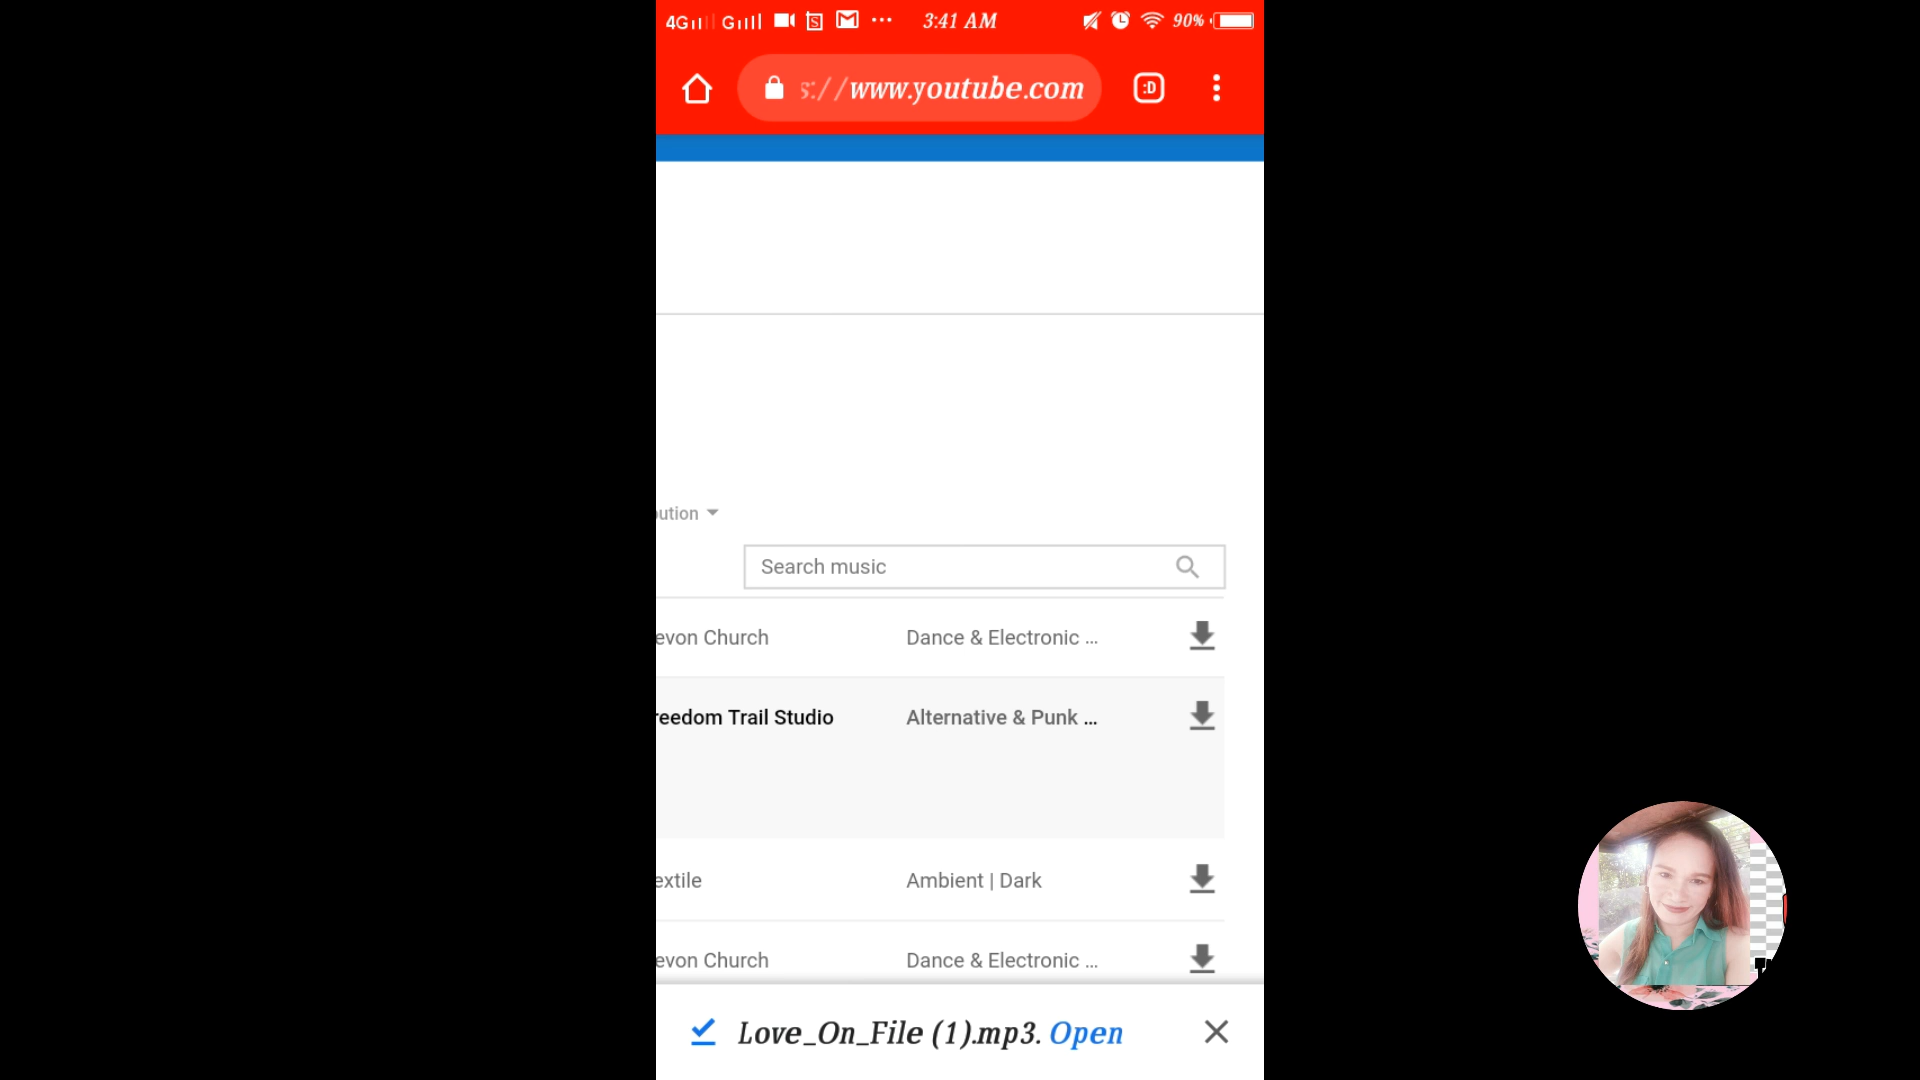 4G G 3:41 AM 90%
s://www.youtube.com :D
bution
Search music
evon Church Dance & Electronic ...
reedom Trail Studio Alternative & Punk ...
extile Ambient | Dark
evon Church Dance & Electronic ...
Love_On_File (1).mp3. Open